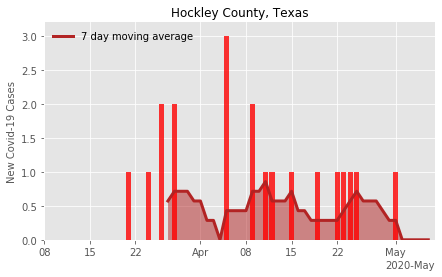 Hockley County, Texas
7 day moving average
New Covid-19 Cases
3.0
2.5
2.0
1.5
1.0
0.5
0.0
08 15 22 Apr 08 15 22 May
2020-May